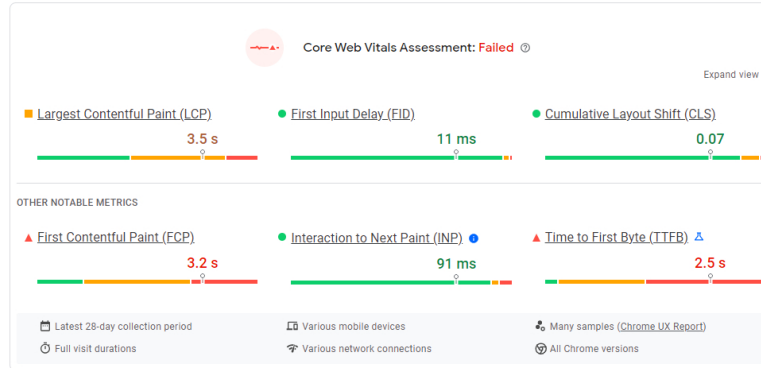 Core Web Vitals Assessment: Failed
Expand view
Largest Contentful Paint (LCP)
3.5 s
First Input Delay (FID)
11 ms
Cumulative Layout Shift (CLS)
0.07
OTHER NOTABLE METRICS
First Contentful Paint (FCP)
3.2 s
Interaction to Next Paint (INP)
91 ms
Time to First Byte (TTFB)
2.5 s
Latest 28-day collection period
Various mobile devices
Many samples (Chrome UX Report)
Full visit durations
Various network connections
All Chrome versions